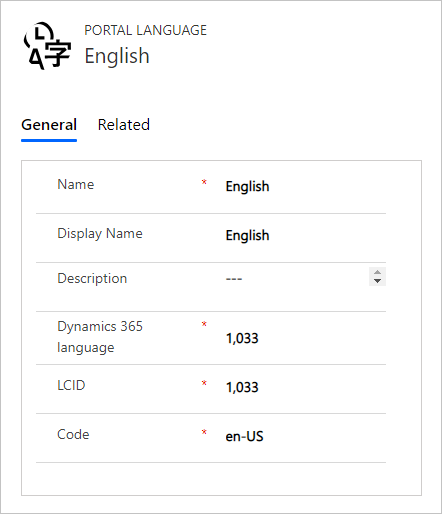 PORTAL LANGUAGE
English
General Related
Name * English
Display Name English
Description ---
Dynamics 365
language * 1,033
LCID * 1,033
Code * en-US